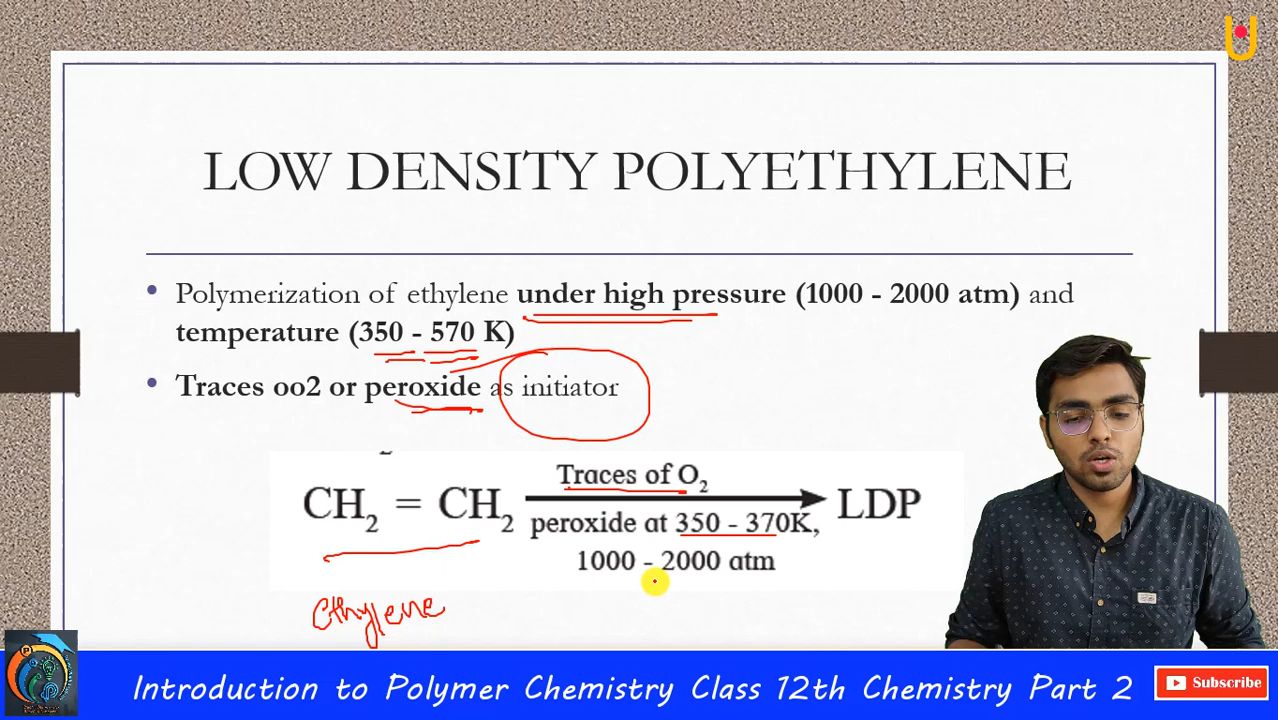 LOW DENSITY POLYETHYLENE
• Polymerization of ethylene under high pressure (1000 - 2000 atm) and
temperature (350 - 570 K)
• Traces oo2 or peroxide as initiator
CH₂ = CH₂
Traces of O₂
peroxide at 350 - 370K,
1000 - 2000 atm
LDP
ethylene
Introduction to Polymer Chemistry Class 12th Chemistry Part 2
Subscribe